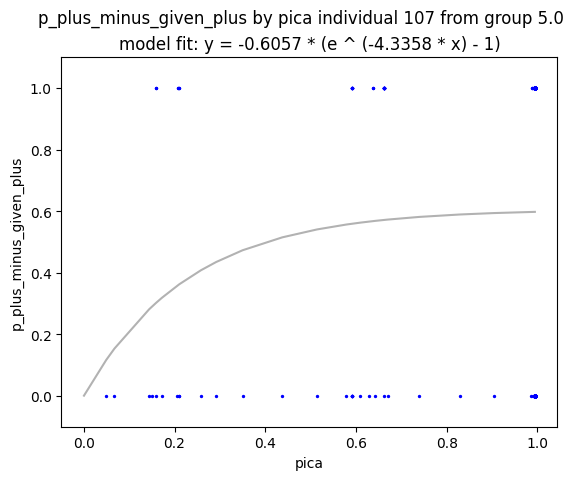 p_plus_minus_given_plus by pica individual 107 from group 5.0
model fit: y = -0.6057 * (e ^ (-4.3358 * x) - 1)
1.0
0.8
0.6
0.4
0.2
0.0
p_plus_minus_given_plus
0.0 0.2 0.4 0.6 0.8 1.0
pica